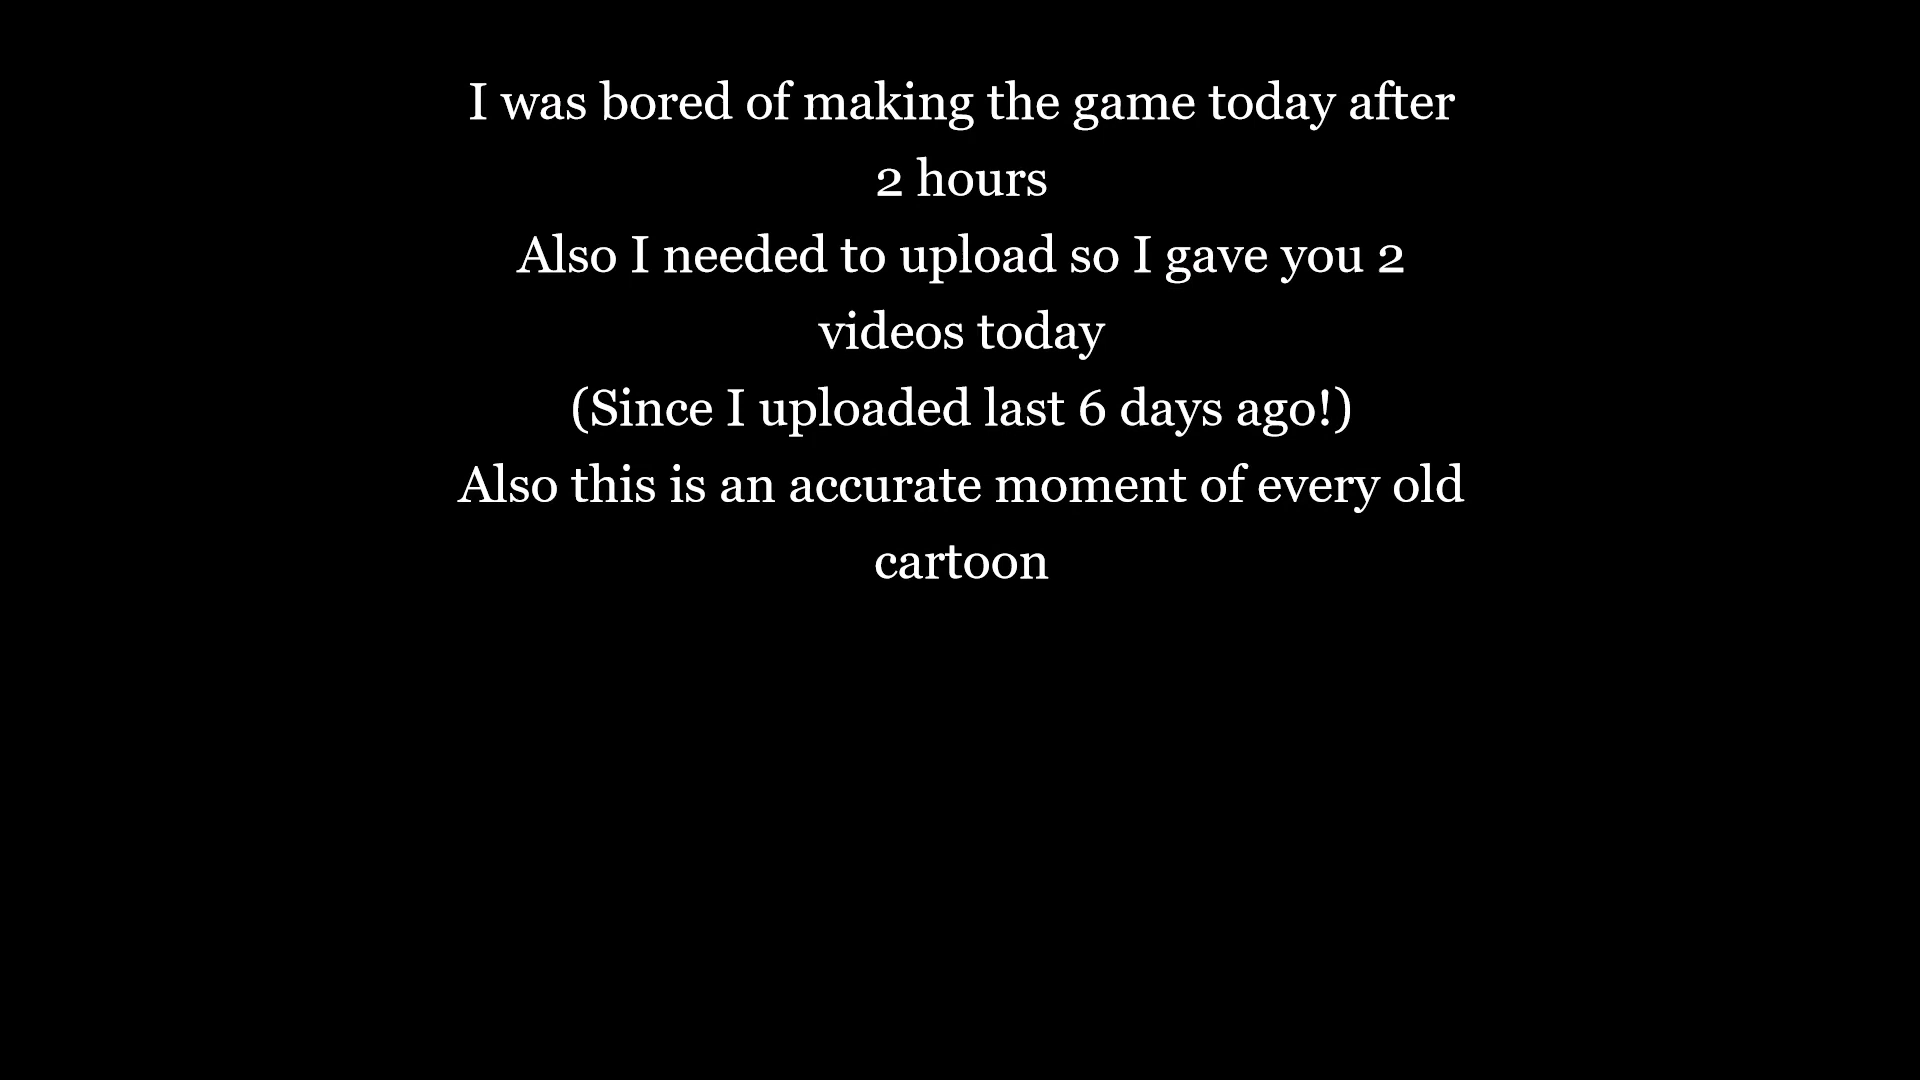 I was bored of making the game today after
2 hours
Also I needed to upload so I gave you 2
videos today
(Since I uploaded last 6 days ago!)
Also this is an accurate moment of every old
cartoon